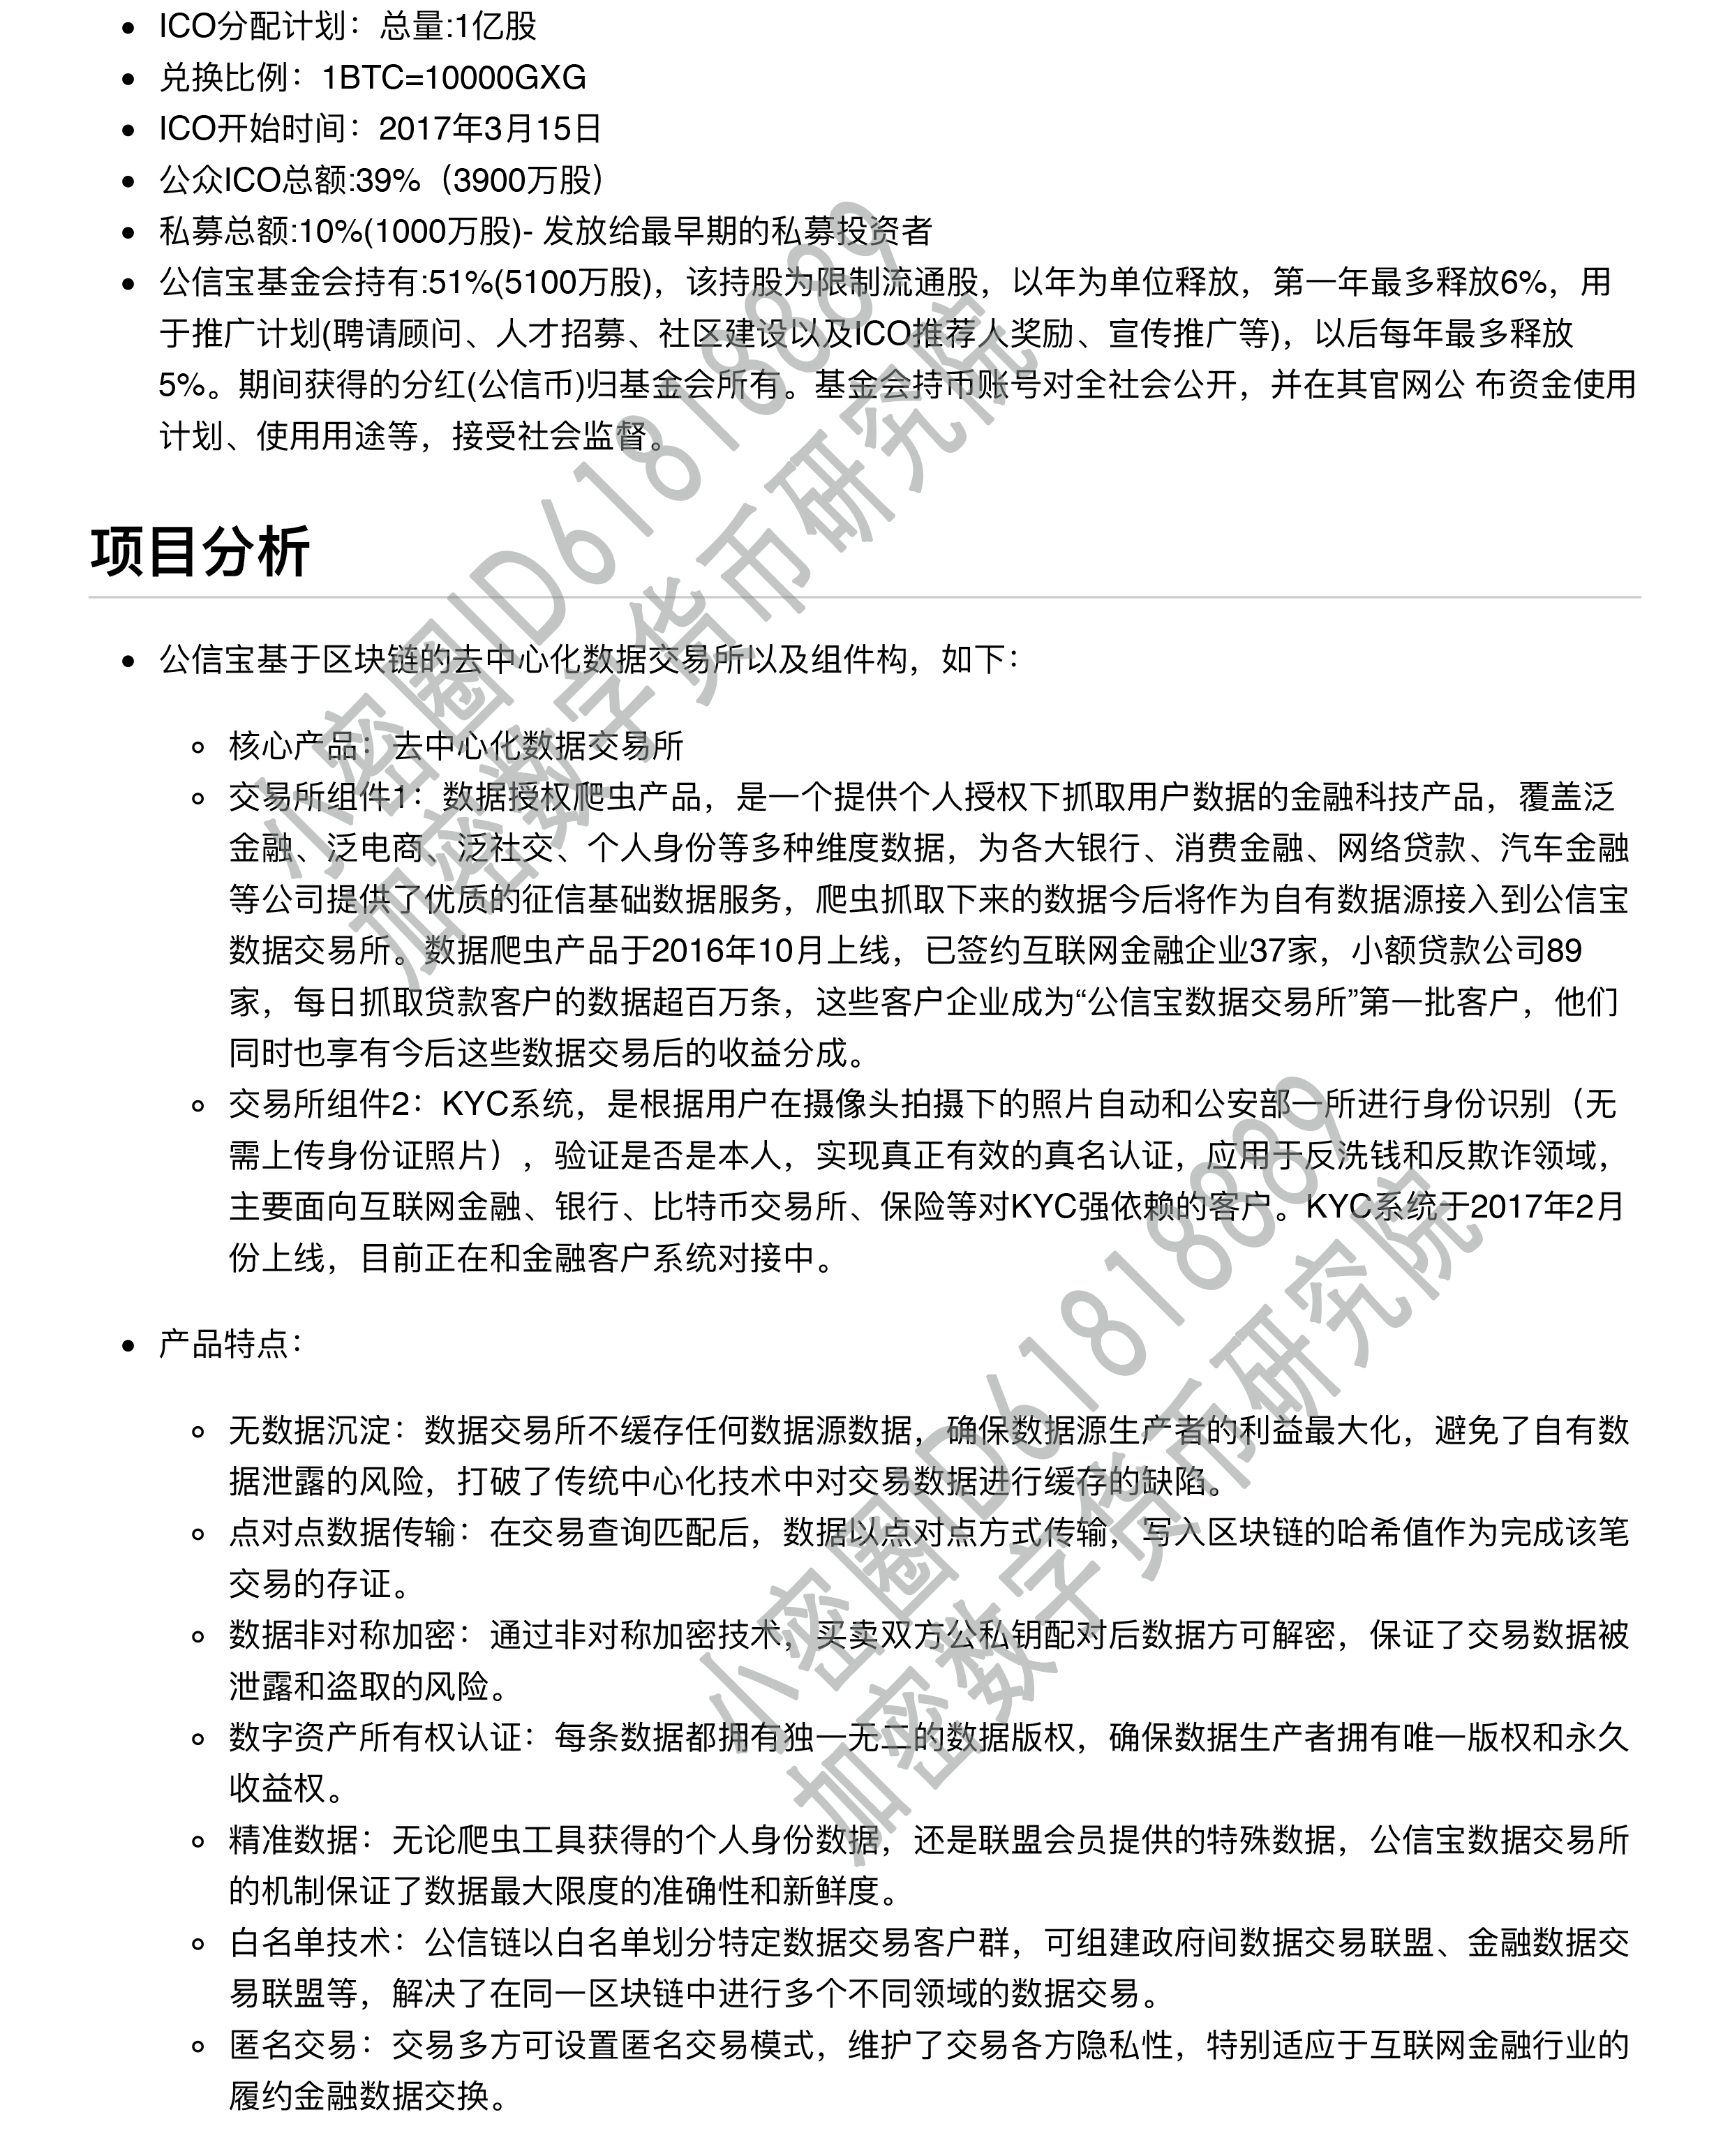 ICO分配计划：总量:1亿股
兑换比例：1BTC=10000GXG
ICO开始时间：2017年3月15日
公众ICO总额:39%（3900万股）
私募总额:10%(1000万股)- 发放给最早期的私募投资者
公信宝基金会持有:51%(5100万股)，该持股为限制流通股，以年为单位释放，第一年最多释放6%，用
于推广计划(聘请顾问、人才招募、社区建设以及ICO推荐人奖励、宣传推广等)，以后每年最多释放
5%。期间获得的分红(公信币)归基金会所有。基金会持币账号对全社会公开，并在其官网公 布资金使用
计划、使用用途等，接受社会监督。
项目分析
公信宝基于区块链的去中心化数据交易所以及组件构，如下：
核心产品：去中心化数据交易所
交易所组件1：数据授权爬虫产品，是一个提供个人授权下抓取用户数据的金融科技产品，覆盖泛
金融、泛电商、泛社交、个人身份等多种维度数据，为各大银行、消费金融、网络贷款、汽车金融
等公司提供了优质的征信基础数据服务，爬虫抓取下来的数据今后将作为自有数据源接入到公信宝
数据交易所。数据爬虫产品于2016年10月上线，已签约互联网金融企业37家，小额贷款公司89
家，每日抓取贷款客户的数据超百万条，这些客户企业成为“公信宝数据交易所”第一批客户，他们
同时也享有今后这些数据交易后的收益分成。
交易所组件2：KYC系统，是根据用户在摄像头拍摄下的照片自动和公安部一所进行身份识别（无
需上传身份证照片），验证是否是本人，实现真正有效的真名认证，应用于反洗钱和反欺诈领域，
主要面向互联网金融、银行、比特币交易所、保险等对KYC强依赖的客户。KYC系统于2017年2月
份上线，目前正在和金融客户系统对接中。
产品特点：
无数据沉淀：数据交易所不缓存任何数据源数据，确保数据源生产者的利益最大化，避免了自有数
据泄露的风险，打破了传统中心化技术中对交易数据进行缓存的缺陷。
点对点数据传输：在交易查询匹配后，数据以点对点方式传输，写入区块链的哈希值作为完成该笔
交易的存证。
数据非对称加密：通过非对称加密技术，买卖双方公私钥配对后数据方可解密，保证了交易数据被
泄露和盗取的风险。
数字资产所有权认证：每条数据都拥有独一无二的数据版权，确保数据生产者拥有唯一版权和永久
收益权。
精准数据：无论爬虫工具获得的个人身份数据，还是联盟会员提供的特殊数据，公信宝数据交易所
的机制保证了数据最大限度的准确性和新鲜度。
白名单技术：公信链以白名单划分特定数据交易客户群，可组建政府间数据交易联盟、金融数据交
易联盟等，解决了在同一区块链中进行多个不同领域的数据交易。
匿名交易：交易多方可设置匿名交易模式，维护了交易各方隐私性，特别适应于互联网金融行业的
履约金融数据交换。
小密圈ID6181889
加密数字货币研究院
小密圈ID6181889
加密数字货币研究院